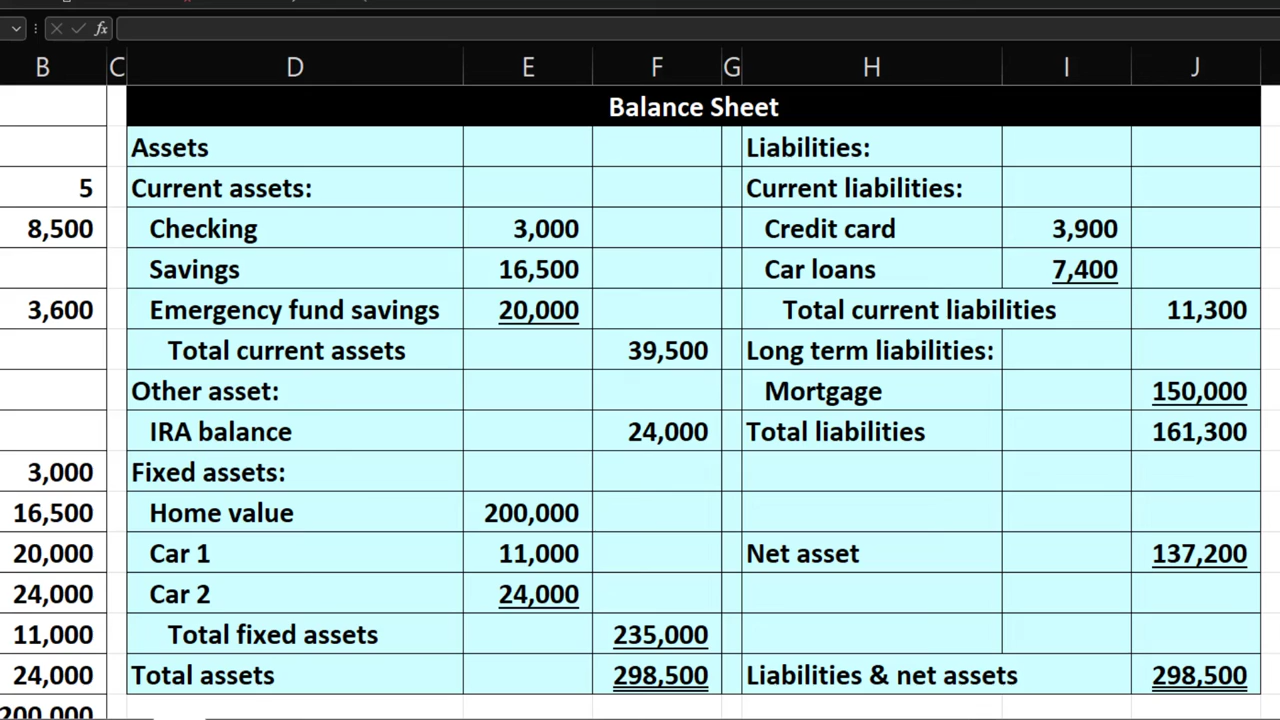 fx
B C D E F G H I J
Balance Sheet
Assets Liabilities:
5 Current assets: Current liabilities:
8,500 Checking 3,000 Credit card 3,900
Savings 16,500 Car loans 7,400
3,600 Emergency fund savings 20,000 Total current liabilities 11,300
Total current assets 39,500 Long term liabilities:
Other asset: Mortgage 150,000
IRA balance 24,000 Total liabilities 161,300
3,000 Fixed assets:
16,500 Home value 200,000
20,000 Car 1 11,000 Net asset 137,200
24,000 Car 2 24,000
11,000 Total fixed assets 235,000
24,000 Total assets 298,500 Liabilities & net assets 298,500
200,000